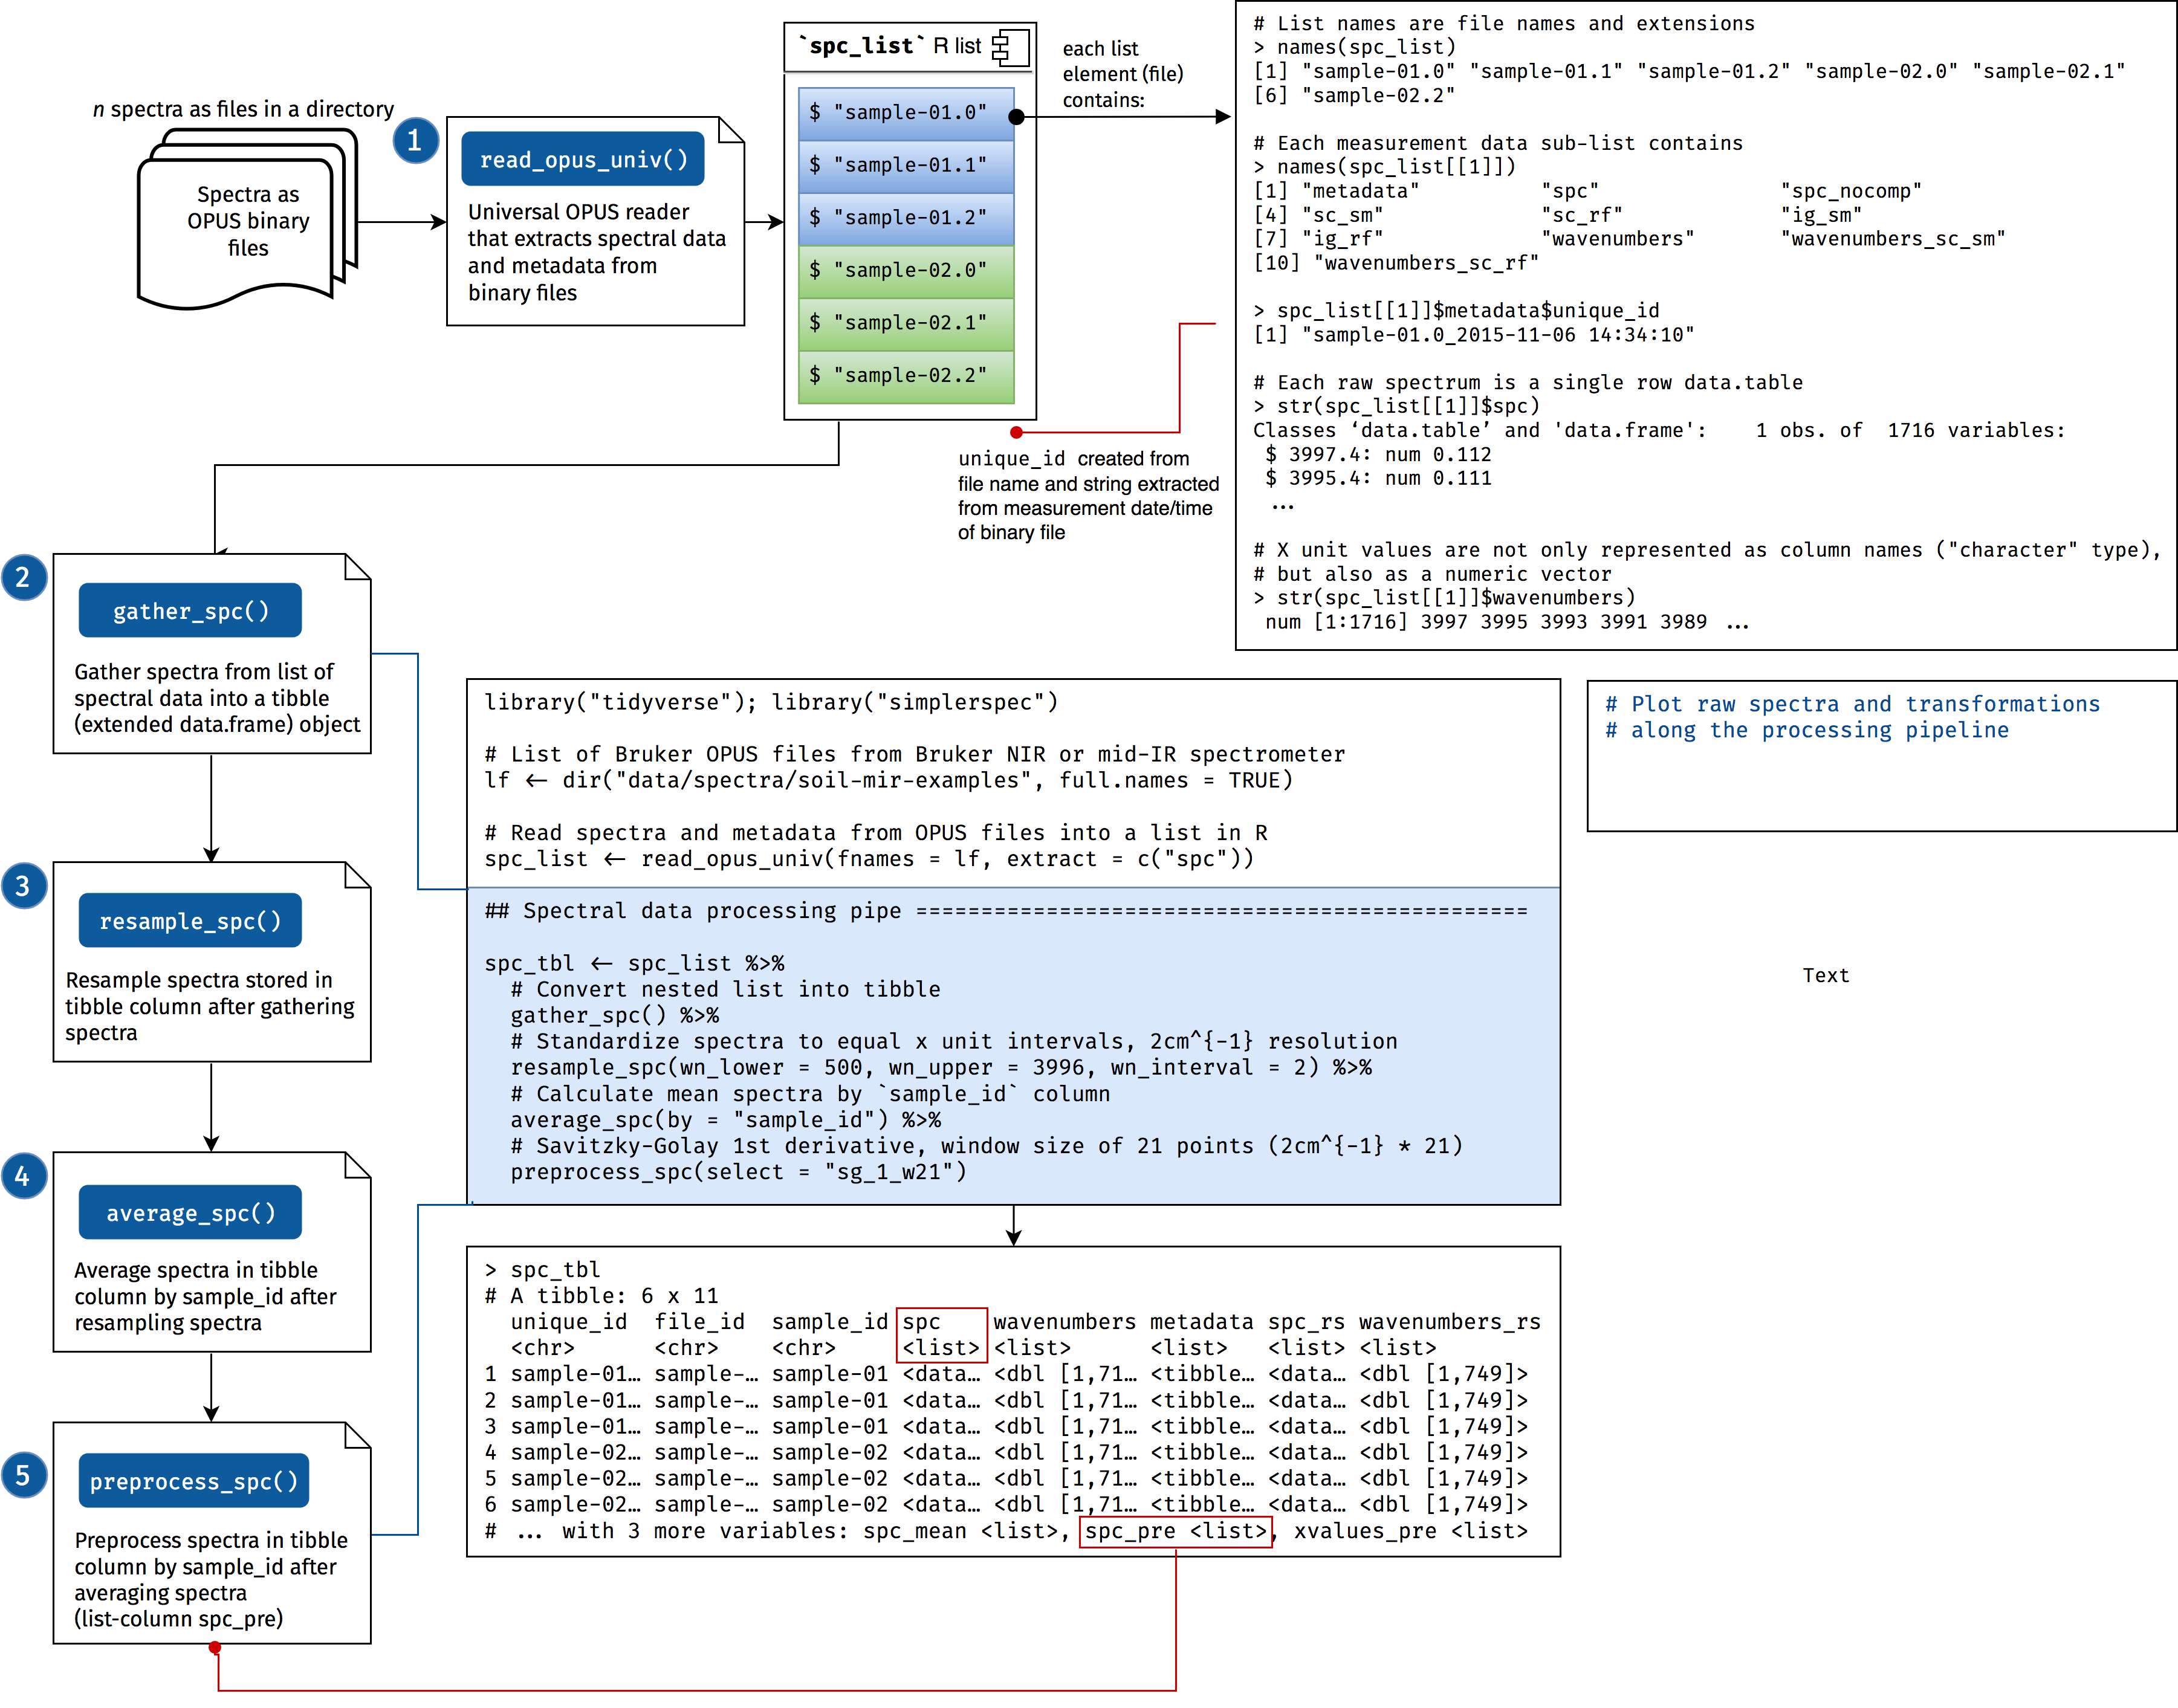 n spectra as files in a directory
Spectra as
OPUS binary
files
1
read_opus_univ()
Universal OPUS reader
that extracts spectral data
and metadata from
binary files
`spc_list` R list
$ "sample-01.0"
$ "sample-01.1"
$ "sample-01.2"
$ "sample-02.0"
$ "sample-02.1"
$ "sample-02.2"
each list
element (file)
contains:
# List names are file names and extensions
> names(spc_list)
[1] "sample-01.0" "sample-01.1" "sample-01.2" "sample-02.0" "sample-02.1"
[6] "sample-02.2"
# Each measurement data sub-list contains
> names(spc_list[[1]])
[1] "metadata" "spc" "spc_nocomp"
[4] "sc_sm" "sc_rf" "ig_sm"
[7] "ig_rf" "wavenumbers" "wavenumbers_sc_sm"
[10] "wavenumbers_sc_rf"
> spc_list[[1]]$metadata$unique_id
[1] "sample-01.0_2015-11-06 14:34:10"
# Each raw spectrum is a single row data.table
> str(spc_list[[1]]$spc)
Classes ‘data.table’ and 'data.frame': 1 obs. of 1716 variables:
$ 3997.4: num 0.112
$ 3995.4: num 0.111
...
# X unit values are not only represented as column names ("character" type),
# but also as a numeric vector
> str(spc_list[[1]]$wavenumbers)
num [1:1716] 3997 3995 3993 3991 3989 ...
unique_id created from
file name and string extracted
from measurement date/time
of binary file
2
gather_spc()
Gather spectra from list of
spectral data into a tibble
(extended data.frame) object
3
resample_spc()
Resample spectra stored in
tibble column after gathering
spectra
4
average_spc()
Average spectra in tibble
column by sample_id after
resampling spectra
5
preprocess_spc()
Preprocess spectra in tibble
column by sample_id after
averaging spectra
(list-column spc_pre)
library("tidyverse"); library("simplerspec")
# List of Bruker OPUS files from Bruker NIR or mid-IR spectrometer
lf <- dir("data/spectra/soil-mir-examples", full.names = TRUE)
# Read spectra and metadata from OPUS files into a list in R
spc_list <- read_opus_univ(fnames = lf, extract = c("spc"))
## Spectral data processing pipe ===============================================
spc_tbl <- spc_list %>%
# Convert nested list into tibble
gather_spc() %>%
# Standardize spectra to equal x unit intervals, 2cm^{-1} resolution
resample_spc(wn_lower = 500, wn_upper = 3996, wn_interval = 2) %>%
# Calculate mean spectra by `sample_id` column
average_spc(by = "sample_id") %>%
# Savitzky-Golay 1st derivative, window size of 21 points (2cm^{-1} * 21)
preprocess_spc(select = "sg_1_w21")
> spc_tbl
# A tibble: 6 x 11
unique_id file_id sample_id spc wavenumbers metadata spc_rs wavenumbers_rs
<chr> <chr> <chr> <list> <list> <list> <list> <list>
1 sample-01… sample-… sample-01 <data… <dbl [1,71… <tibble… <data… <dbl [1,749]>
2 sample-01… sample-… sample-01 <data… <dbl [1,71… <tibble… <data… <dbl [1,749]>
3 sample-01… sample-… sample-01 <data… <dbl [1,71… <tibble… <data… <dbl [1,749]>
4 sample-02… sample-… sample-02 <data… <dbl [1,71… <tibble… <data… <dbl [1,749]>
5 sample-02… sample-… sample-02 <data… <dbl [1,71… <tibble… <data… <dbl [1,749]>
6 sample-02… sample-… sample-02 <data… <dbl [1,71… <tibble… <data… <dbl [1,749]>
# ... with 3 more variables: spc_mean <list>, spc_pre <list>, xvalues_pre <list>
# Plot raw spectra and transformations
# along the processing pipeline
Text